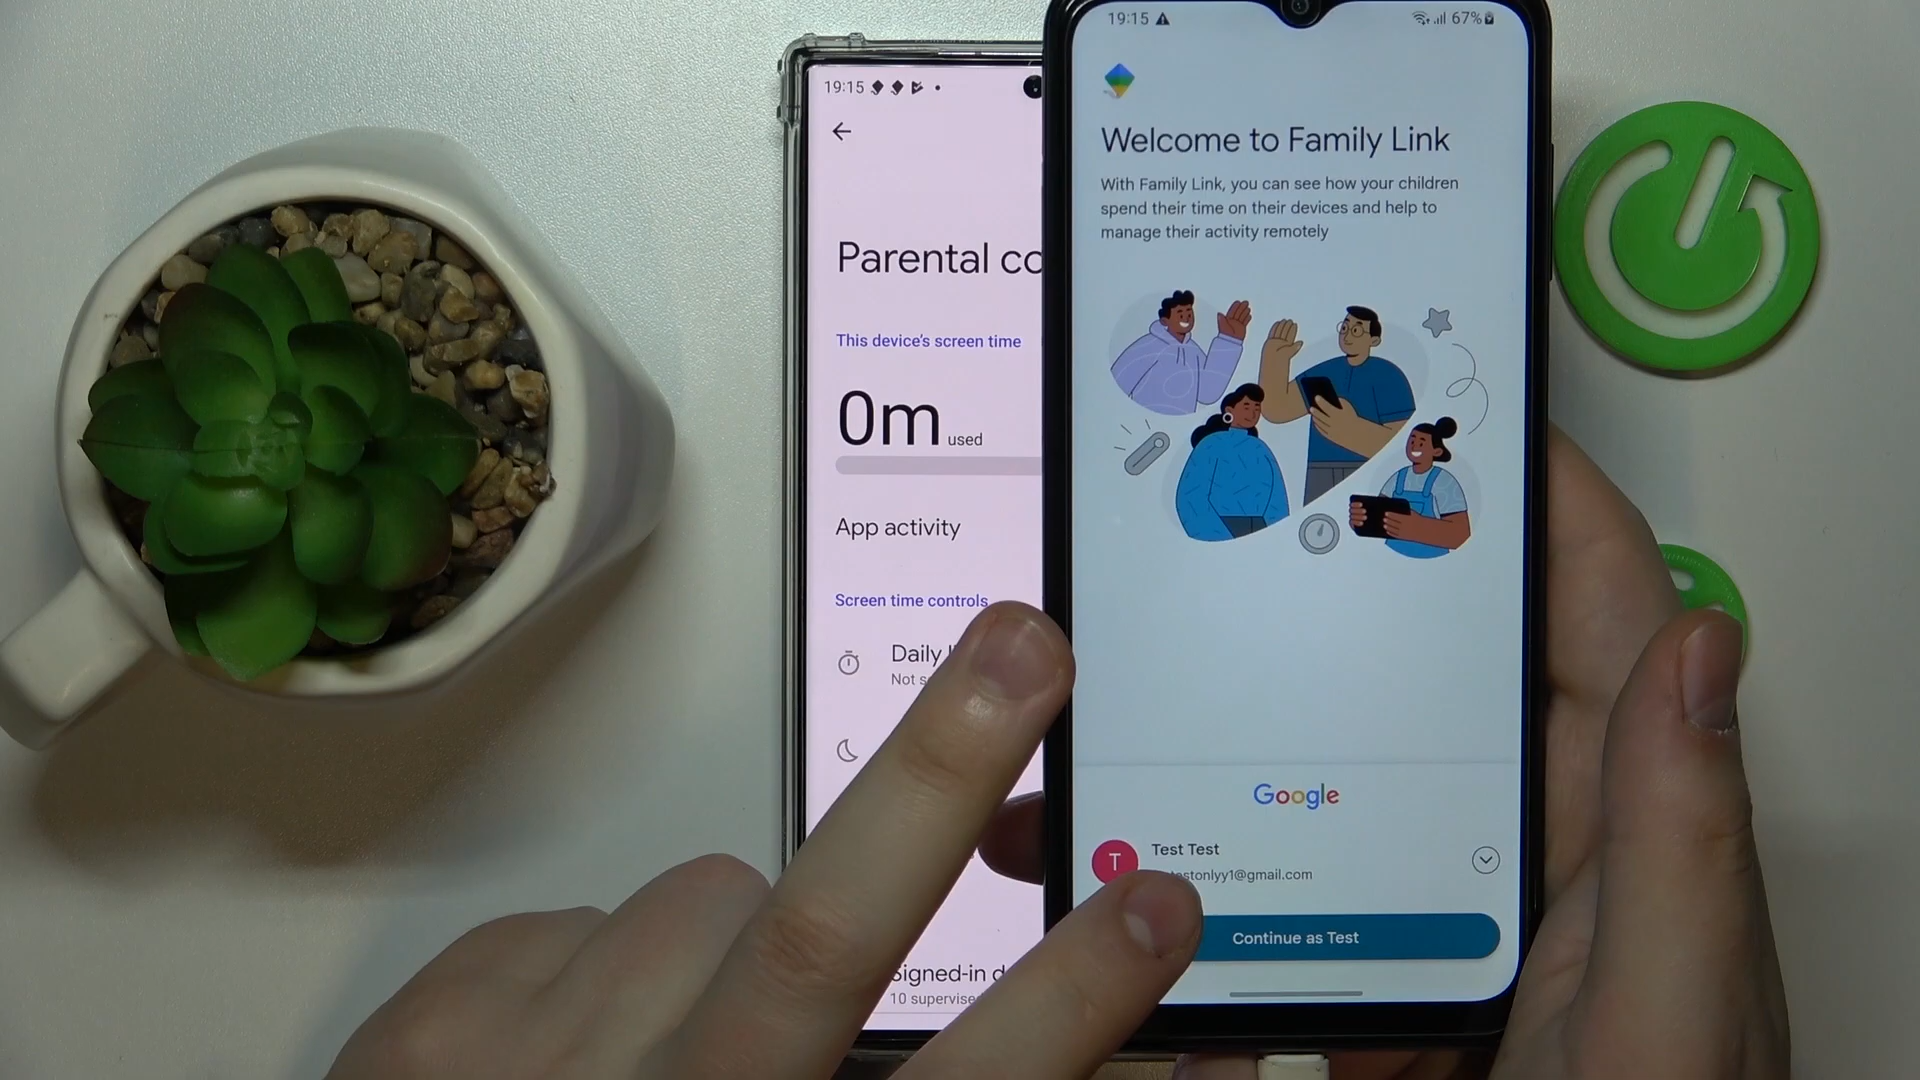 19:15
Parental co
This device's screen time
0m used
App activity
Screen time controls
Daily
Not s
Signed-in d
10 supervise
19:15
67%
Welcome to Family Link
With Family Link, you can see how your children
spend their time on their devices and help to
manage their activity remotely
Google
T
Test Test
testonlyy1@gmail.com
Continue as Test